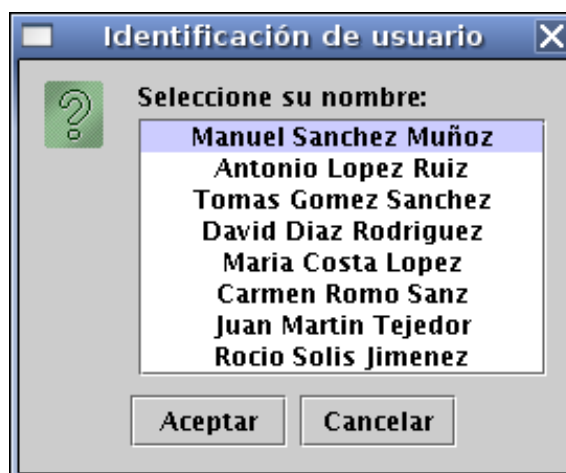 Identificación de usuario
Seleccione su nombre:
Manuel Sanchez Muñoz
Antonio Lopez Ruiz
Tomas Gomez Sanchez
David Diaz Rodriguez
Maria Costa Lopez
Carmen Romo Sanz
Juan Martin Tejedor
Rocio Solis Jimenez
Aceptar Cancelar